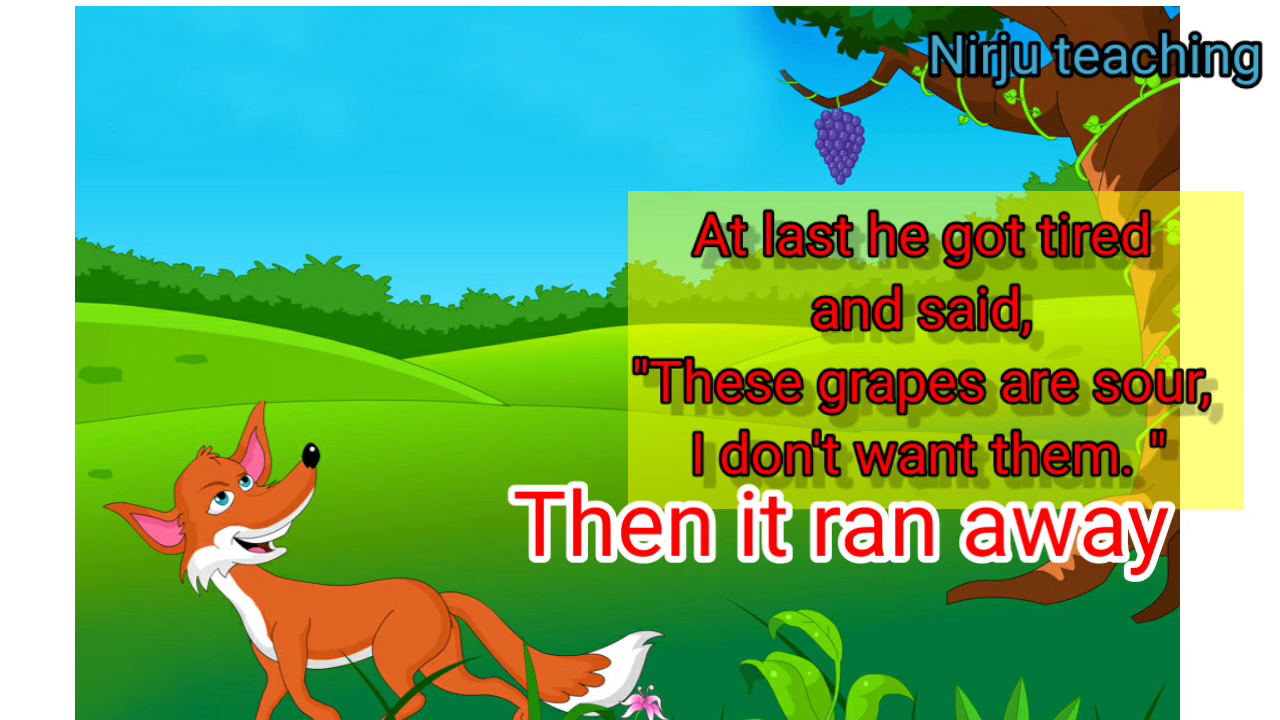 Nirju teaching
At last he got tired
and said,
"These grapes are sour,
I don't want them. "
Then it ran away